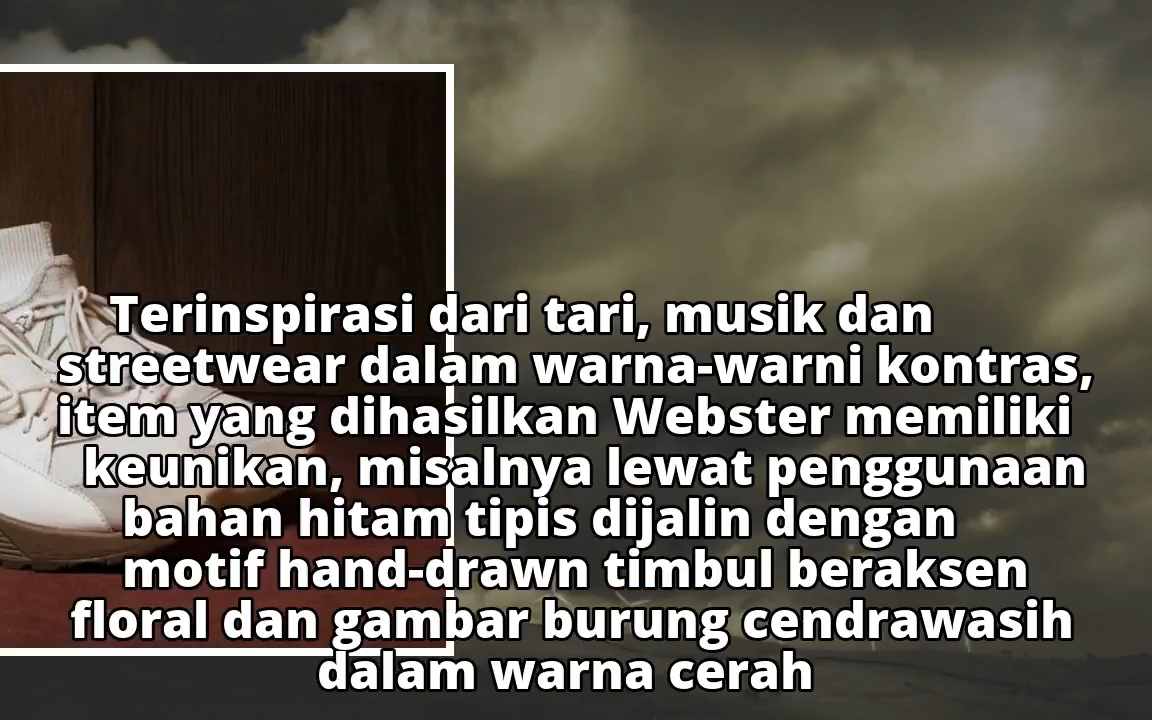 Terinspirasi dari tari, musik dan
streetwear dalam warna-warni kontras,
item yang dihasilkan Webster memiliki
keunikan, misalnya lewat penggunaan
bahan hitam tipis dijalin dengan
motif hand-drawn timbul beraksen
floral dan gambar burung cendrawasih
dalam warna cerah